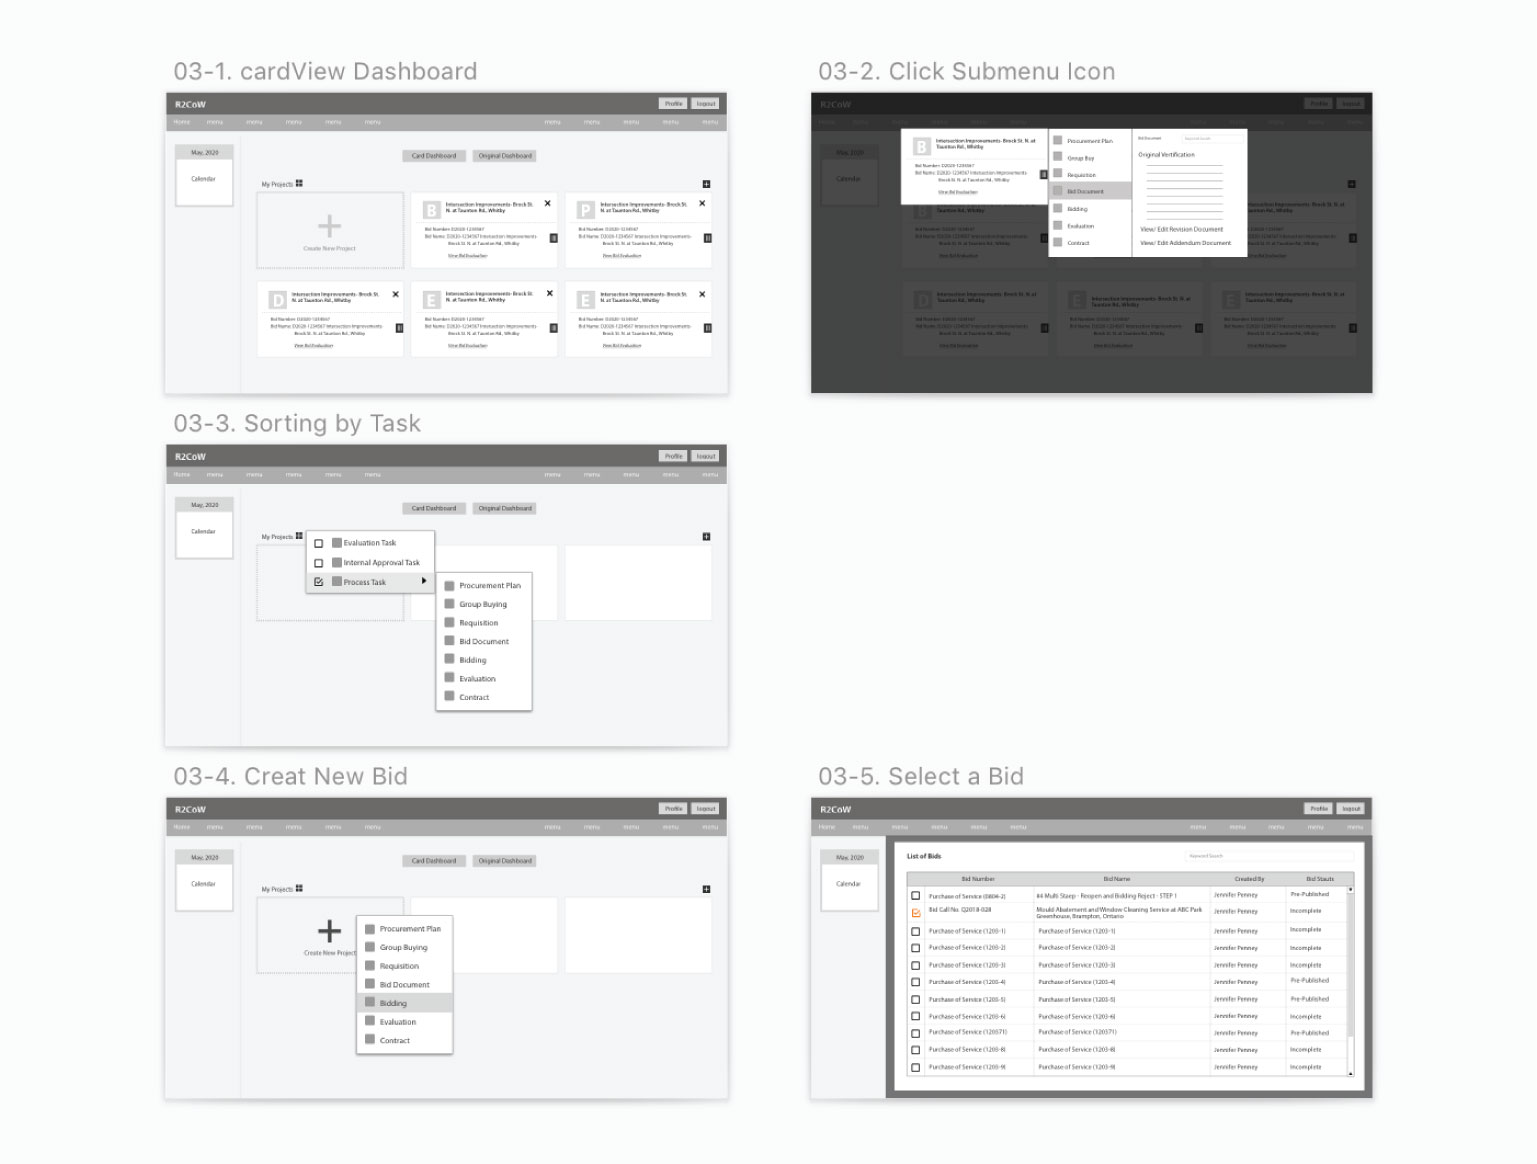 03-1. cardView Dashboard
R2CoW
Profile
logout
Home
menu
menu
menu
menu
menu
menu
menu
menu
menu
menu
May, 2020
Calendar
Card Dashboard
Original Dashboard
My Projects
Create New Project
B
Intersection Improvements- Brock St.
N. at Taunton Rd., Whitby
Bid Number: D2020-1234567
Bid Name: D2020-1234567 Intersection Improvements-
Brock St. N. at Taunton Rd., Whitby
View Bid Evaluation
P
Intersection Improvements- Brock St.
N. at Taunton Rd., Whitby
Bid Number: D2020-1234567
Bid Name: D2020-1234567 Intersection Improvements-
Brock St. N. at Taunton Rd., Whitby
View Bid Evaluation
D
Intersection Improvements- Brock St.
N. at Taunton Rd., Whitby
Bid Number: D2020-1234567
Bid Name: D2020-1234567 Intersection Improvements-
Brock St. N. at Taunton Rd., Whitby
View Bid Evaluation
E
Intersection Improvements- Brock St.
N. at Taunton Rd., Whitby
Bid Number: D2020-1234567
Bid Name: D2020-1234567 Intersection Improvements-
Brock St. N. at Taunton Rd., Whitby
View Bid Evaluation
E
Intersection Improvements- Brock St.
N. at Taunton Rd., Whitby
Bid Number: D2020-1234567
Bid Name: D2020-1234567 Intersection Improvements-
Brock St. N. at Taunton Rd., Whitby
View Bid Evaluation
03-2. Click Submenu Icon
R2CoW
Profile
logout
May, 2020
Calendar
B
Intersection Improvements- Brock St. N. at
Taunton Rd., Whitby
Bid Number: D2020-1234567
Bid Name: D2020-1234567 Intersection Improvements-
Brock St. N. at Taunton Rd., Whitby
View Bid Evaluation
Procurement Plan
Group Buy
Requisition
Bid Document
Bidding
Evaluation
Contract
Bid Document
Original Vertification
View/ Edit Revision Document
View/ Edit Addendum Document
03-3. Sorting by Task
R2CoW
Profile
logout
Home
menu
menu
menu
menu
menu
menu
menu
menu
menu
menu
May, 2020
Calendar
Card Dashboard
Original Dashboard
My Projects
Evaluation Task
Internal Approval Task
Process Task
Procurement Plan
Group Buying
Requisition
Bid Document
Bidding
Evaluation
Contract
03-4. Creat New Bid
R2CoW
Profile
logout
Home
menu
menu
menu
menu
menu
menu
menu
menu
menu
menu
May, 2020
Calendar
Card Dashboard
Original Dashboard
My Projects
Create New Project
Procurement Plan
Group Buying
Requisition
Bid Document
Bidding
Evaluation
Contract
03-5. Select a Bid
R2CoW
Profile
logout
Home
menu
menu
menu
menu
menu
menu
menu
menu
menu
menu
May, 2020
Calendar
List of Bids
Keyword Search
Bid Number Bid Name Created By Bid Stauts
Purchase of Service (0804-2) #4 Multi Staep - Reopen and Bidding Reject - STEP 1 Jennifer Penney Pre-Published
Bid Call No. Q2018-028 Mould Abatement and Window Cleaning Service at ABC Park Jennifer Penney Incomplete
Greenhouse, Brampton, Ontario
Purchase of Service (1203-1) Purchase of Service (1203-1) Jennifer Penney Incomplete
Purchase of Service (1203-2) Purchase of Service (1203-2) Jennifer Penney Incomplete
Purchase of Service (1203-3) Purchase of Service (1203-3) Jennifer Penney Incomplete
Purchase of Service (1203-4) Purchase of Service (1203-4) Jennifer Penney Pre-Published
Purchase of Service (1203-5) Purchase of Service (1203-5) Jennifer Penney Pre-Published
Purchase of Service (1203-6) Purchase of Service (1203-6) Jennifer Penney Incomplete
Purchase of Service (120371) Purchase of Service (120371) Jennifer Penney Pre-Published
Purchase of Service (1203-8) Purchase of Service (1203-8) Jennifer Penney Incomplete
Purchase of Service (1203-9) Purchase of Service (1203-9) Jennifer Penney Incomplete